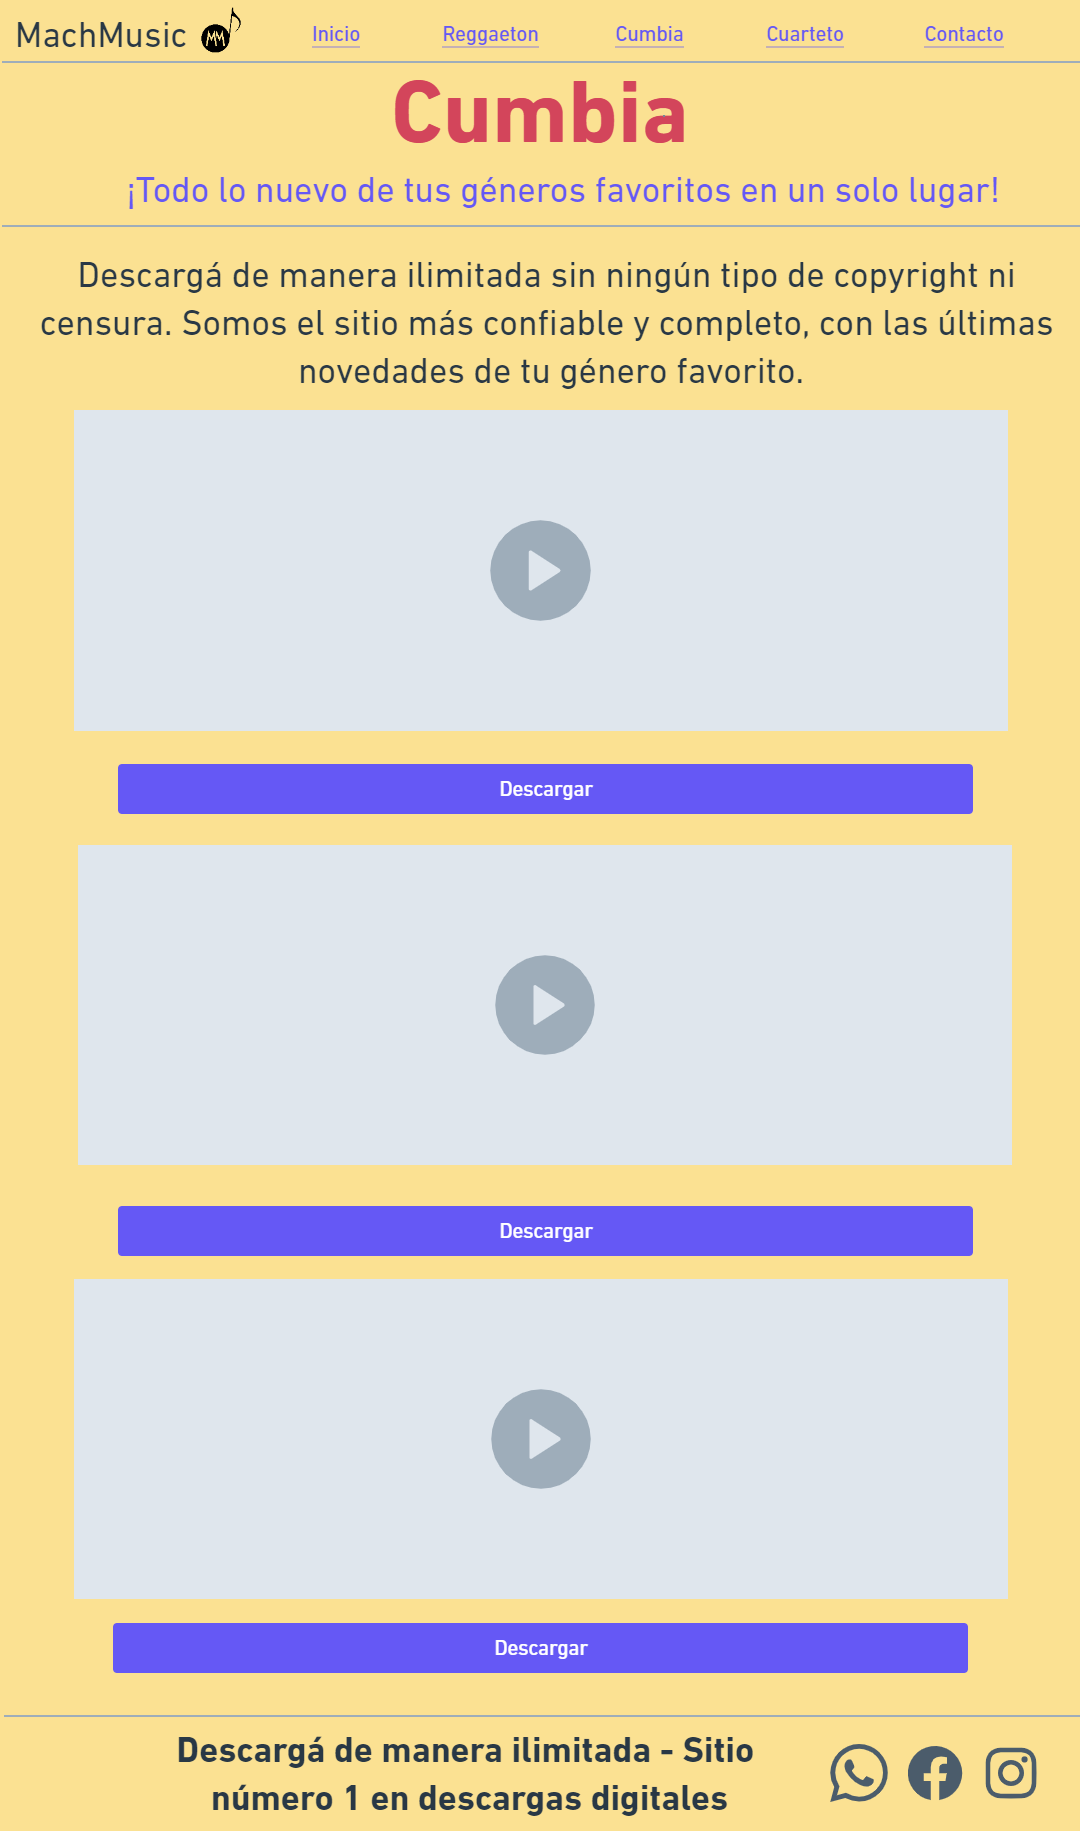 MachMusic MM Inicio Reggaeton Cumbia Cuarteto Contacto
Cumbia
¡Todo lo nuevo de tus géneros favoritos en un solo lugar!
Descargá de manera ilimitada sin ningún tipo de copyright ni
censura. Somos el sitio más confiable y completo, con las últimas
novedades de tu género favorito.
Descargar
Descargar
Descargar
Descargá de manera ilimitada - Sitio
número 1 en descargas digitales